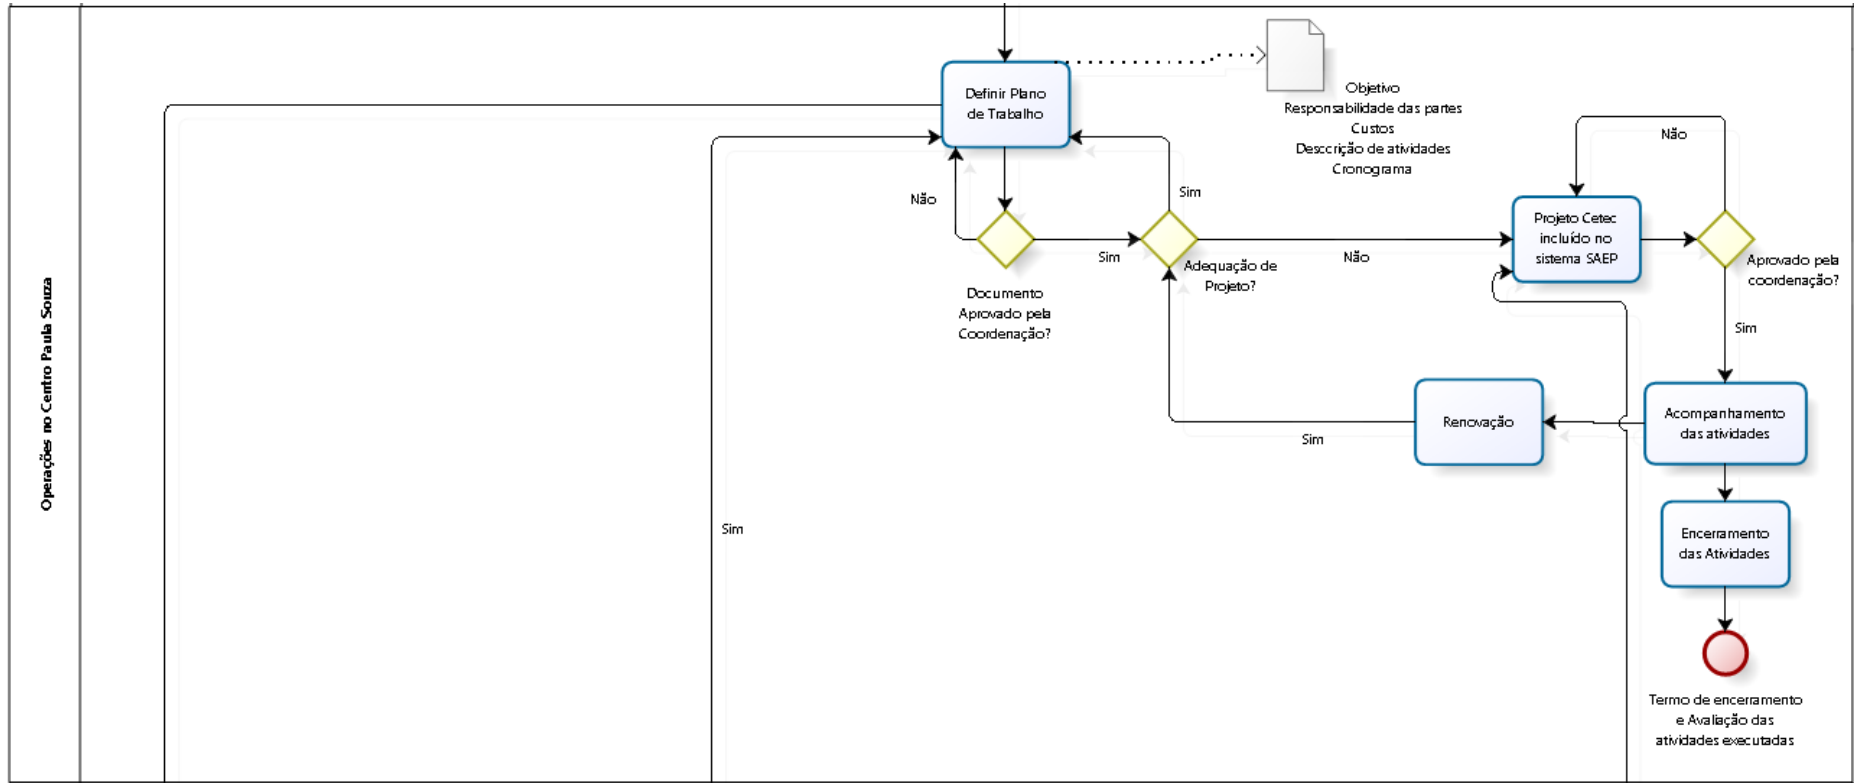 Operações no Centro Paula Souza
Definir Plano
de Trabalho
Objetivo
Responsabilidade das partes
Custos
Desccrição de atividades
Cronograma
Não
Sim
Não
Projeto Cetec
incluído no
sistema SAEP
Sim
Adequação de
Projeto?
Não
Aprovado pela
coordenação?
Documento
Aprovado pela
Coordenação?
Sim
Renovação
Acompanhamento
das atividades
Sim
Sim
Encerramento
das Atividades
Termo de encerramento
e Avaliação das
atividades executadas